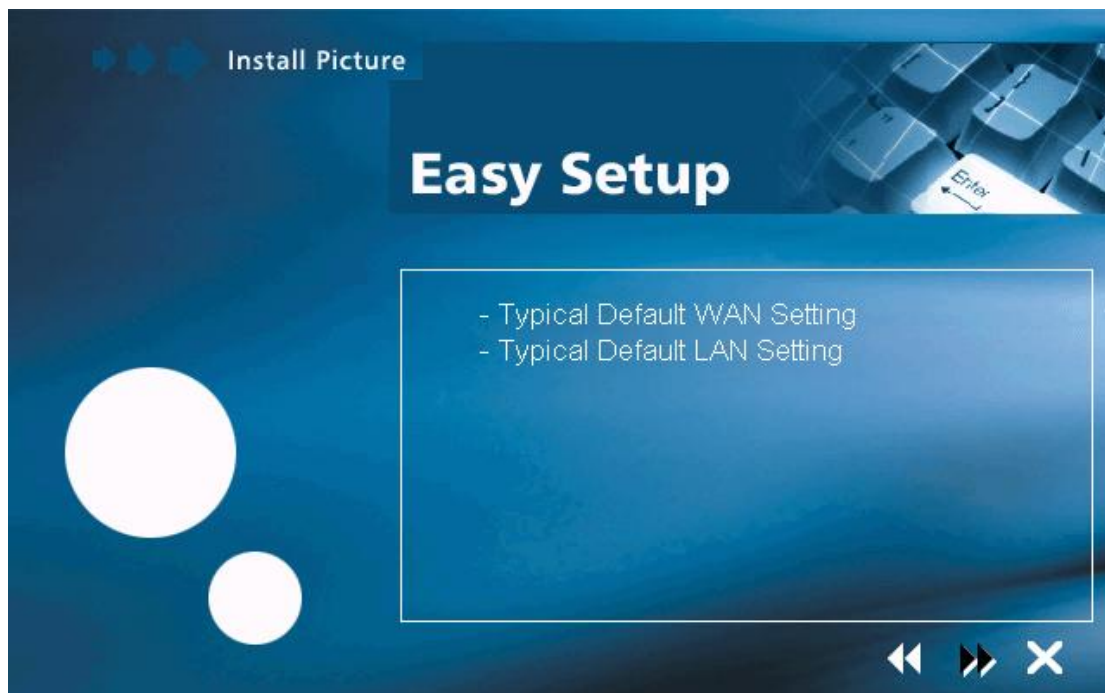 Install Picture
Easy Setup
Enter
- Typical Default WAN Setting
- Typical Default LAN Setting